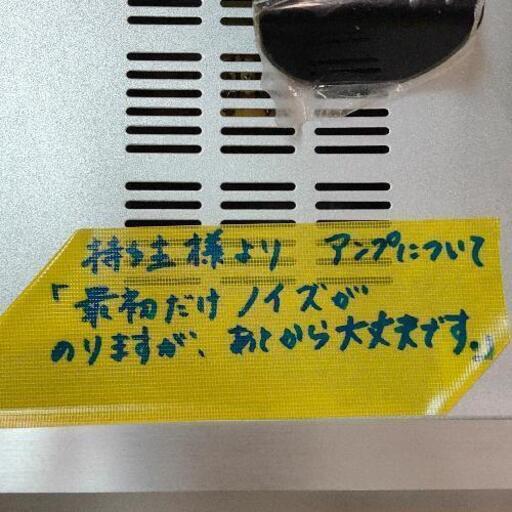 持ち主様より アンプについて
「最初だけノイズが
のりますが、あとから大丈夫です。」